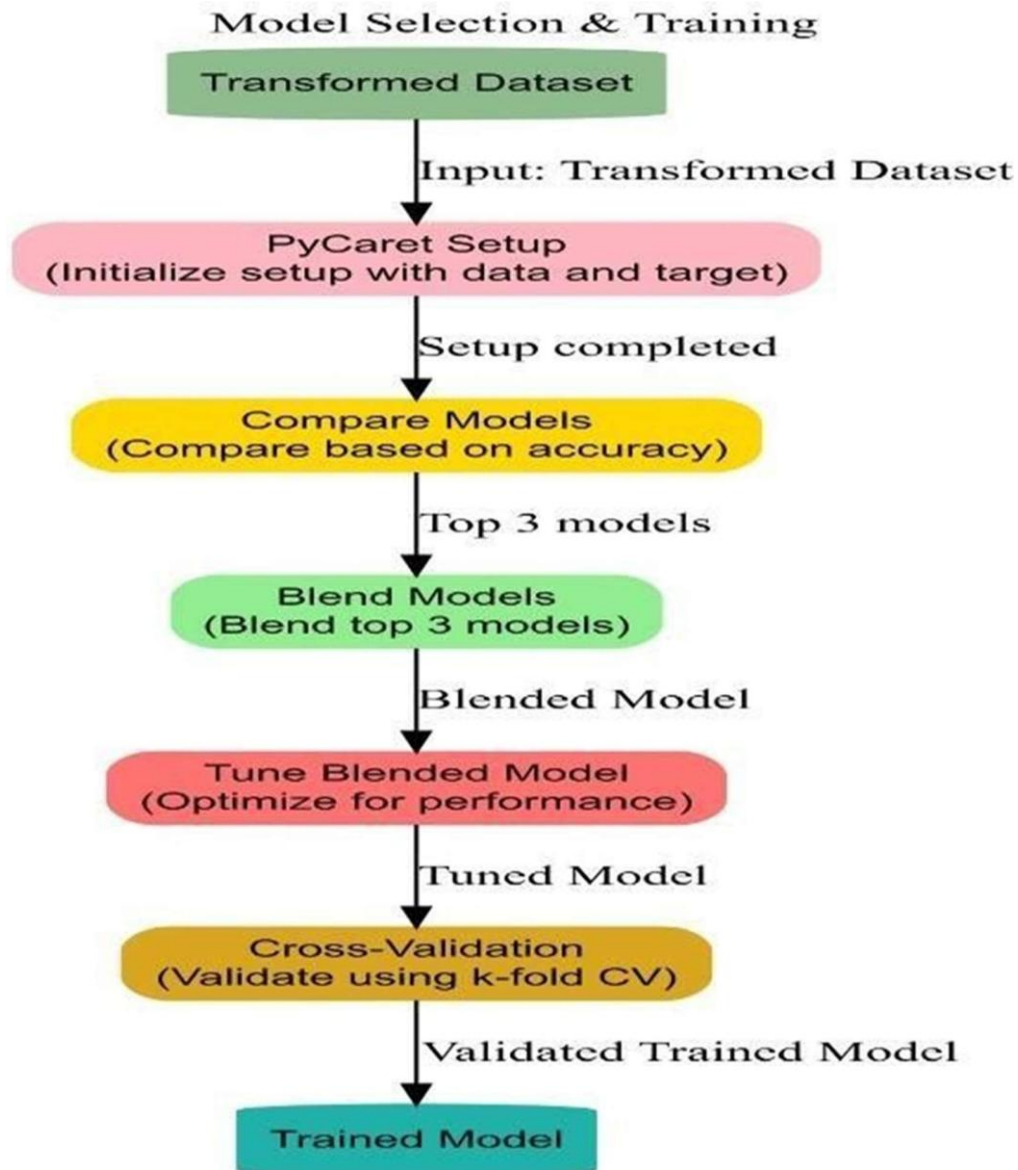 Model Selection & Training
Transformed Dataset
Input: Transformed Dataset
PyCaret Setup
(Initialize setup with data and target)
Setup completed
Compare Models
(Compare based on accuracy)
Top 3 models
Blend Models
(Blend top 3 models)
Blended Model
Tune Blended Model
(Optimize for performance)
Tuned Model
Cross-Validation
(Validate using k-fold CV)
Validated Trained Model
Trained Model